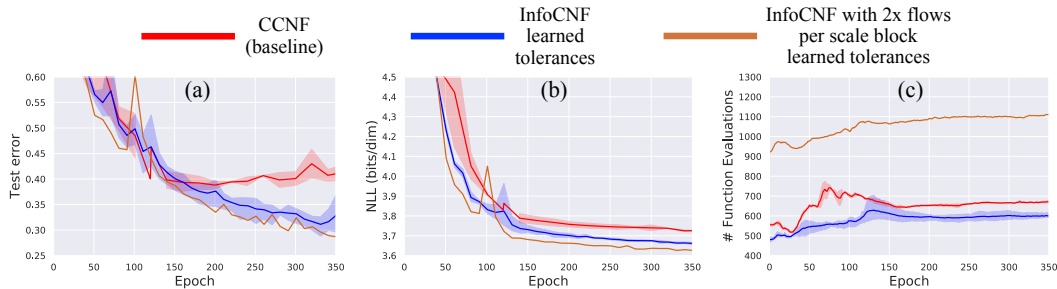 CCNF
(baseline)
InfoCNF
learned
tolerances
InfoCNF with 2x flows
per scale block
learned tolerances
(a)
Test error
0.60
0.55
0.50
0.45
0.40
0.35
0.30
0.25
0 50 100 150 200 250 300 350
Epoch
(b)
NLL (bits/dim)
4.5
4.4
4.3
4.2
4.1
4.0
3.9
3.8
3.7
3.6
0 50 100 150 200 250 300 350
Epoch
(c)
# Function Evaluations
1300
1200
1100
1000
900
800
700
600
500
400
0 50 100 150 200 250 300 350
Epoch